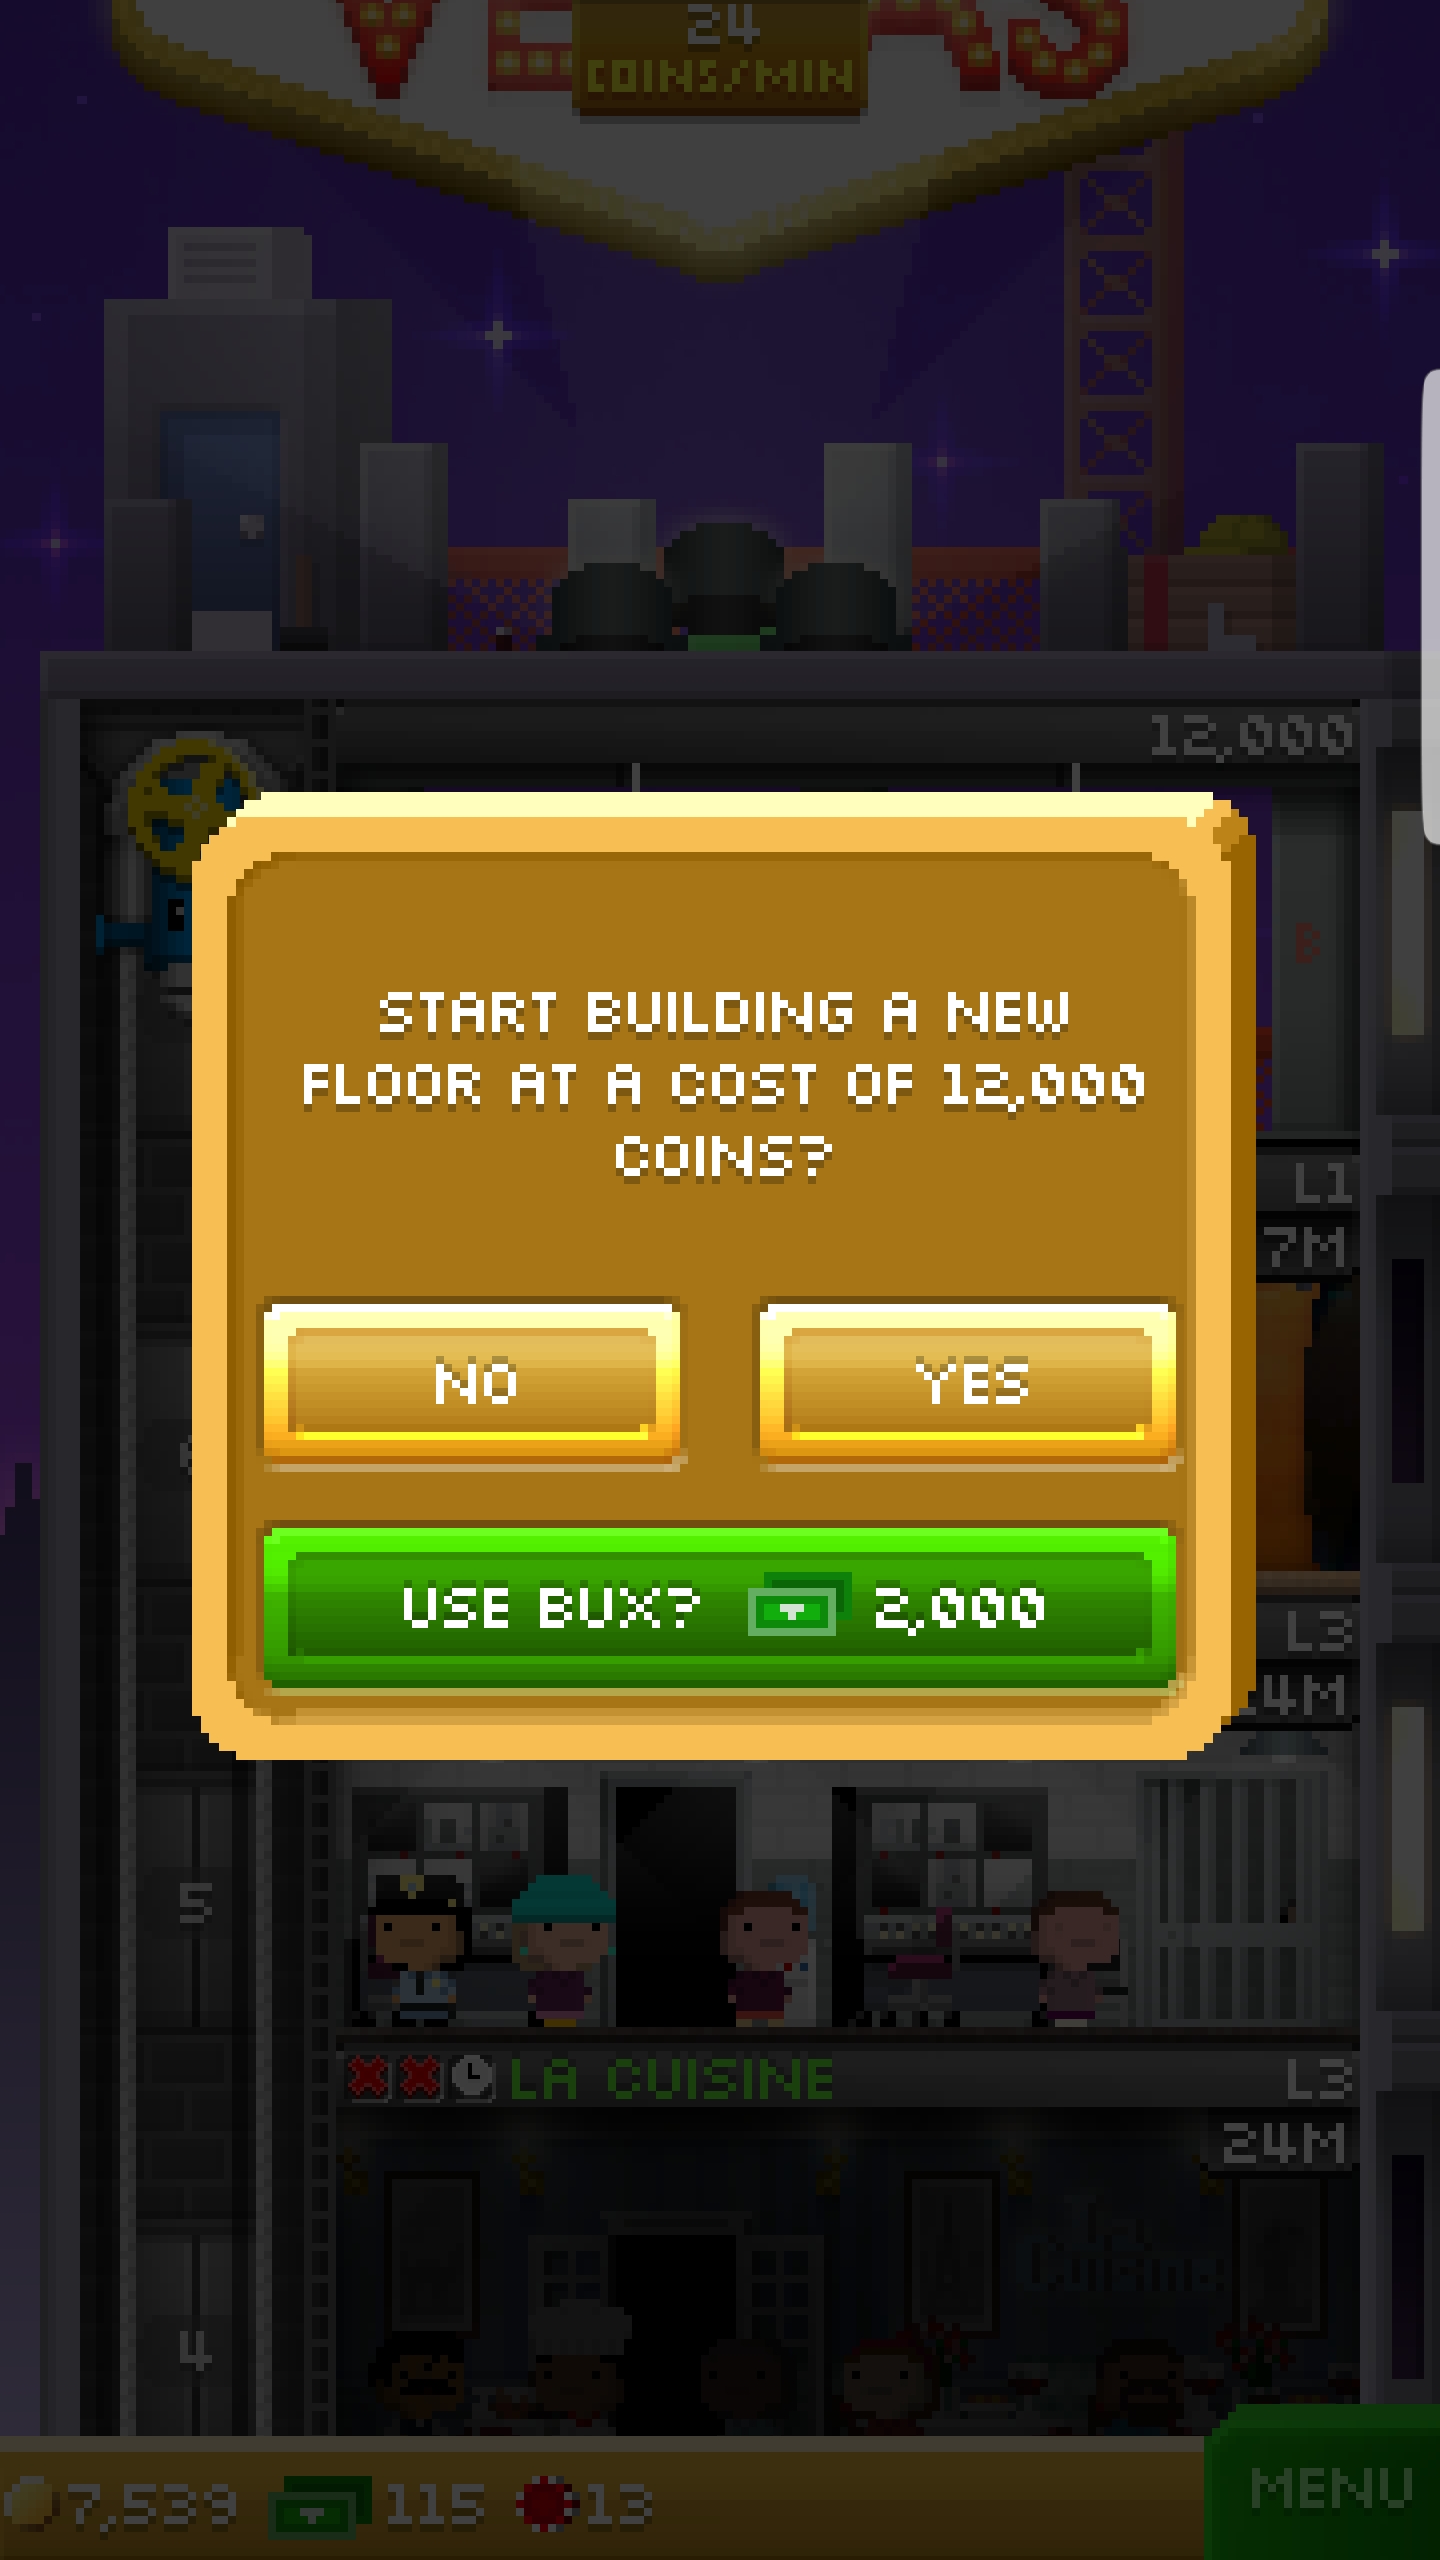 24
COINS/MIN
12,000
B
START BUILDING A NEW
FLOOR AT A COST OF 12,000
COINS?
L1
7M
NO
YES
USE BUX? 2,000
L3
4M
5
LA CUISINE
L3
24M
4
7,539 115 13
MENU